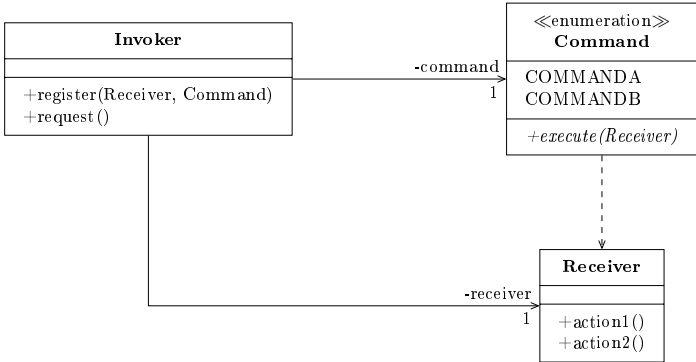 Invoker
+register(Receiver, Command)
+request()
-command
1
≪enumeration≫
Command
COMMANDA
COMMANDB
+execute(Receiver)
-receiver
1
Receiver
+action1()
+action2()